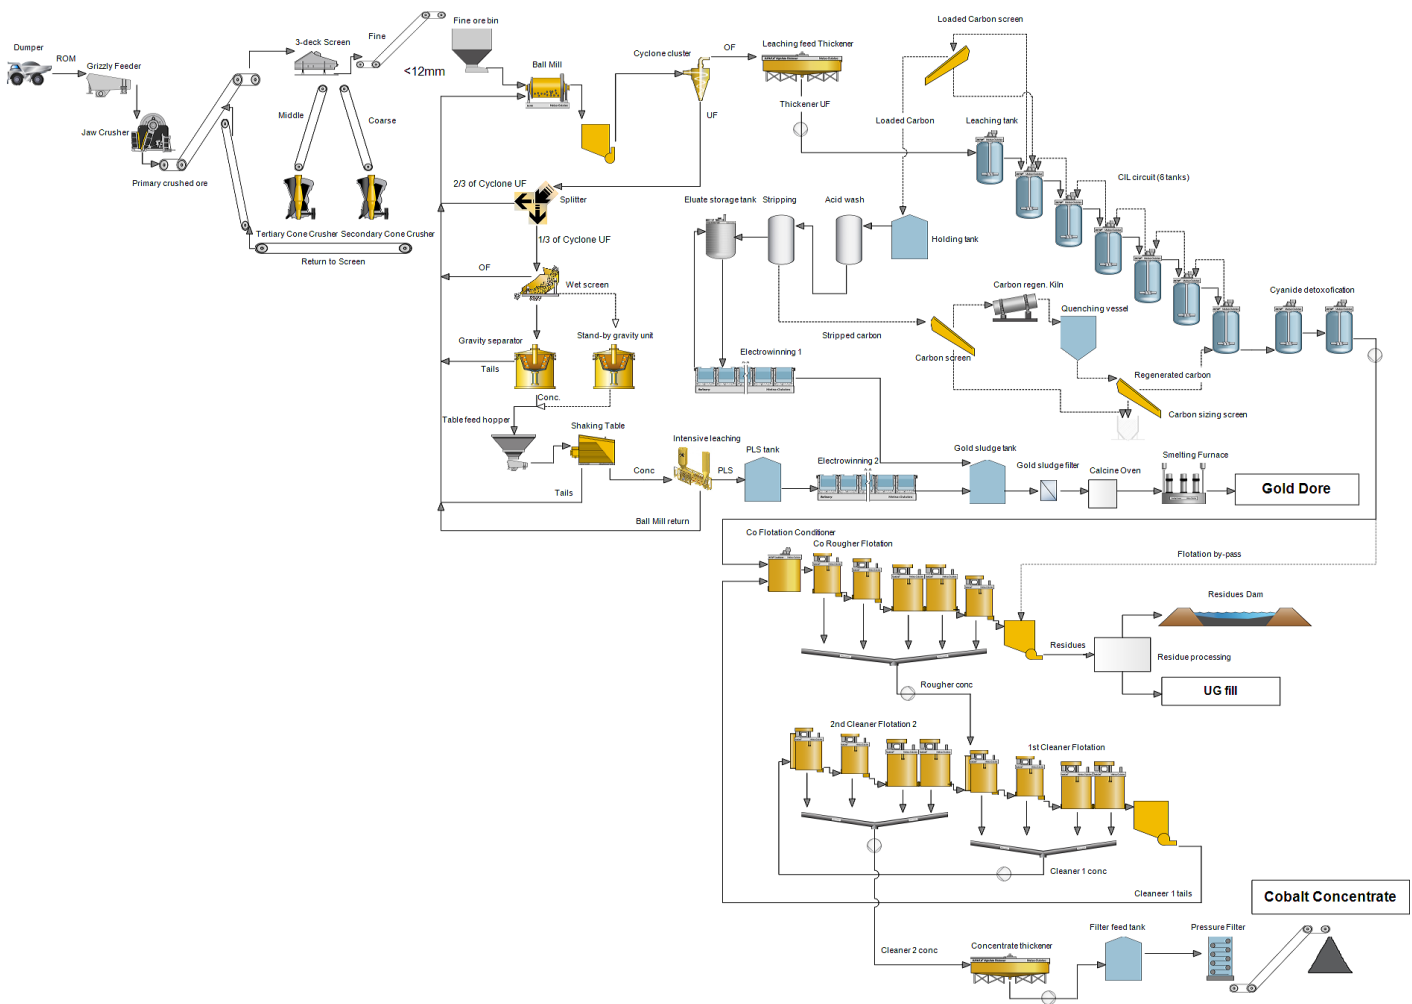 Dumper
ROM
Grizzly Feeder
Jaw Crusher
Primary crushed ore
3-deck Screen
Fine
<12mm
Middle
Coarse
Tertiary Cone Crusher
Secondary Cone Crusher
Return to Screen
Fine ore bin
Ball Mill
Cyclone cluster
OF
UF
Leaching feed Thickener
Thickener UF
Loaded Carbon screen
Loaded Carbon
Leaching tank
CIL circuit (6 tanks)
2/3 of Cyclone UF
Splitter
1/3 of Cyclone UF
OF
Wet screen
Gravity separator
Stand-by gravity unit
Tails
Conc.
Table feed hopper
Shaking Table
Tails
Conc
Intensive leaching
PLS
Ball Mill return
PLS tank
Electrowinning 2
Eluate storage tank
Stripping
Acid wash
Holding tank
Stripped carbon
Electrowinning 1
Carbon screen
Carbon regen. Kiln
Quenching vessel
Regenerated carbon
Carbon sizing screen
Cyanide detoxofication
Gold sludge tank
Gold sludge filter
Calcine Oven
Smelting Furnace
Gold Dore
Co Flotation Conditioner
Co Rougher Flotation
Flotation by-pass
Residues
Residues Dam
Residue processing
UG fill
Rougher conc
2nd Cleaner Flotation 2
1st Cleaner Flotation
Cleaner 1 conc
Cleaneer 1 tails
Cleaner 2 conc
Concentrate thickener
Filter feed tank
Pressure Filter
Cobalt Concentrate